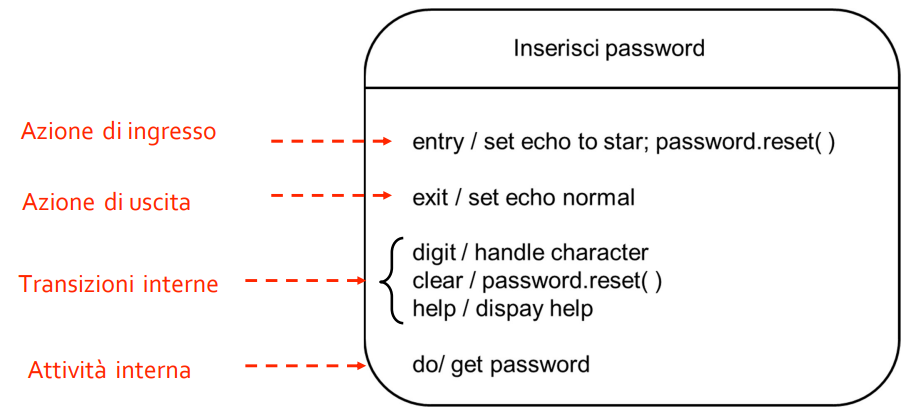 Inserisci password
Azione di ingresso
entry / set echo to star; password.reset( )
Azione di uscita
exit / set echo normal
Transizioni interne
digit / handle character
clear / password.reset( )
help / dispay help
Attività interna
do/ get password